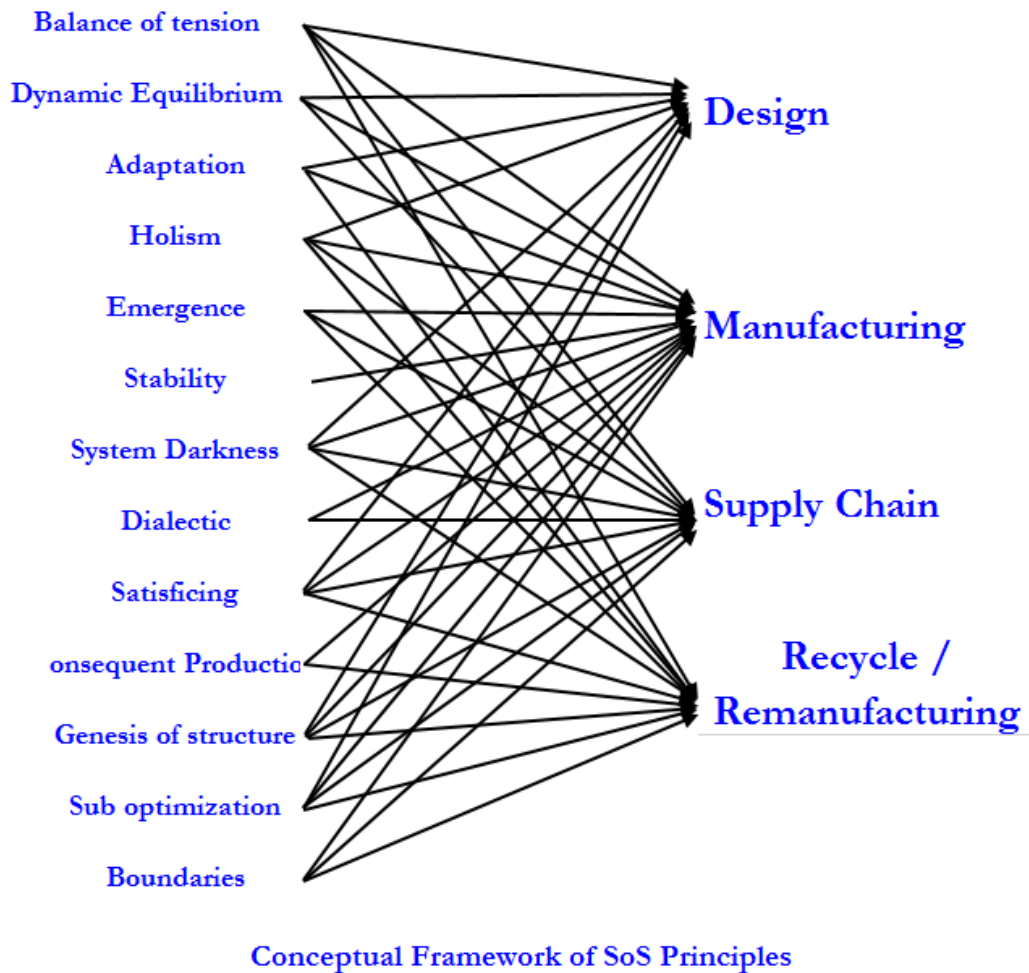 Balance of tension
Dynamic Equilibrium
Adaptation
Holism
Emergence
Stability
System Darkness
Dialectic
Satisficing
onsequent Productio
Genesis of structure
Sub optimization
Boundaries
Design
Manufacturing
Supply Chain
Recycle /
Remanufacturing
Conceptual Framework of SoS Principles